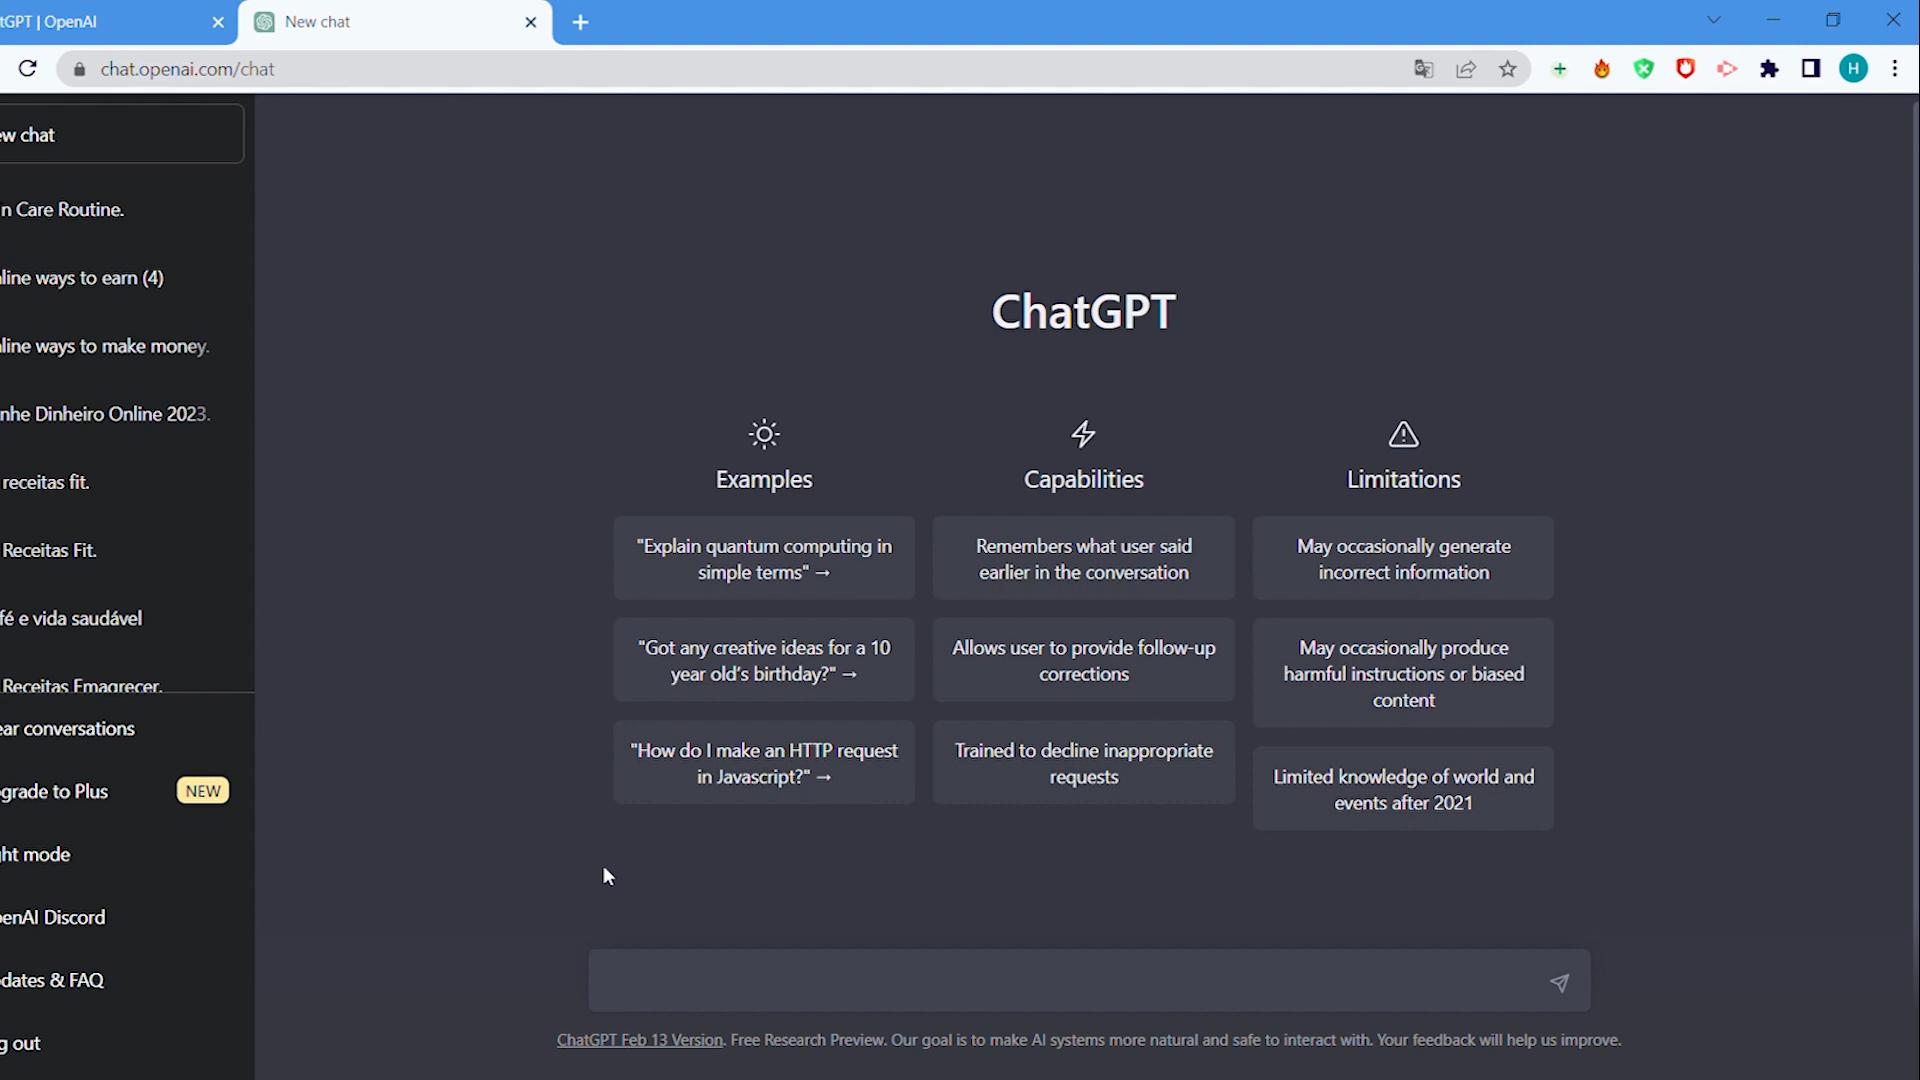 tGPT | OpenAI
New chat
chat.openai.com/chat
H
ew chat
n Care Routine.
line ways to earn (4)
line ways to make money.
nhe Dinheiro Online 2023.
receitas fit.
Receitas Fit.
fé e vida saudável
Receitas Emagrecer.
ear conversations
grade to Plus
NEW
ht mode
penAI Discord
dates & FAQ
g out
ChatGPT
Examples
"Explain quantum computing in
simple terms" →
"Got any creative ideas for a 10
year old's birthday?" →
"How do I make an HTTP request
in Javascript?" →
Capabilities
Remembers what user said
earlier in the conversation
Allows user to provide follow-up
corrections
Trained to decline inappropriate
requests
Limitations
May occasionally generate
incorrect information
May occasionally produce
harmful instructions or biased
content
Limited knowledge of world and
events after 2021
ChatGPT Feb 13 Version. Free Research Preview. Our goal is to make AI systems more natural and safe to interact with. Your feedback will help us improve.